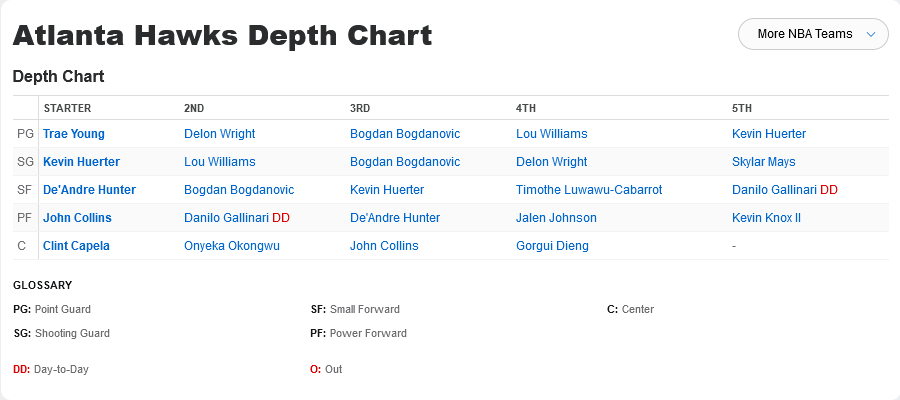 Atlanta Hawks Depth Chart
More NBA Teams
Depth Chart
STARTER 2ND 3RD 4TH 5TH
PG Trae Young Delon Wright Bogdan Bogdanovic Lou Williams Kevin Huerter
SG Kevin Huerter Lou Williams Bogdan Bogdanovic Delon Wright Skylar Mays
SF De'Andre Hunter Bogdan Bogdanovic Kevin Huerter Timothe Luwawu-Cabarrot Danilo Gallinari DD
PF John Collins Danilo Gallinari DD De'Andre Hunter Jalen Johnson Kevin Knox II
C Clint Capela Onyeka Okongwu John Collins Gorgui Dieng -
GLOSSARY
PG: Point Guard SF: Small Forward C: Center
SG: Shooting Guard PF: Power Forward
DD: Day-to-Day O: Out